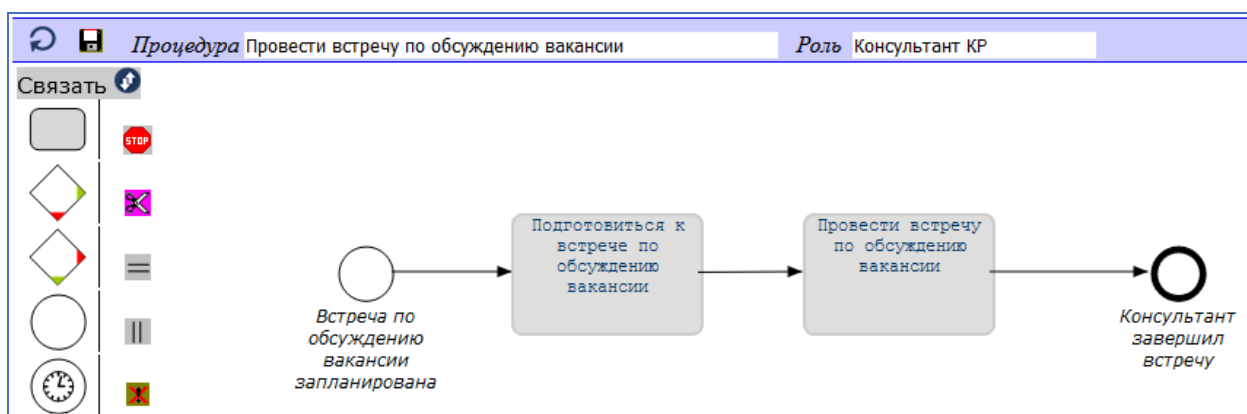 Процедура Провести встречу по обсуждению вакансии Роль Консультант КР
Связать
STOP
Подготовиться к
встрече по
обсуждению
вакансии
Провести встречу
по обсуждению
вакансии
Встреча по
обсуждению
вакансии
запланирована
Консультант
завершил
встречу